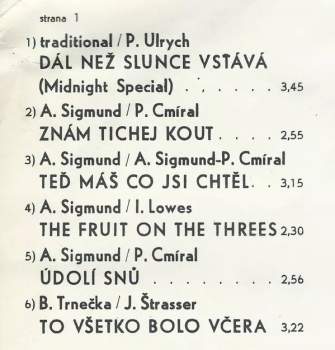 strana 1
1) traditional / P. Ulrych
DÁL NEŽ SLUNCE VSTÁVÁ
(Midnight Special) . . . . . . 3,45
2) A. Sigmund / P. Cmíral
ZNÁM TICHEJ KOUT . . . . . 2,55
3) A. Sigmund / A. Sigmund-P. Cmíral
TEĎ MÁŠ CO JSI CHTĚL . . . 3,15
4) A. Sigmund / I. Lowes
THE FRUIT ON THE THREES 2,30
5) A. Sigmund / P. Cmíral
ÚDOLÍ SNŮ . . . . . . . . 2,56
6) B. Trnečka / J. Štrasser
TO VŠETKO BOLO VČERA 3,22